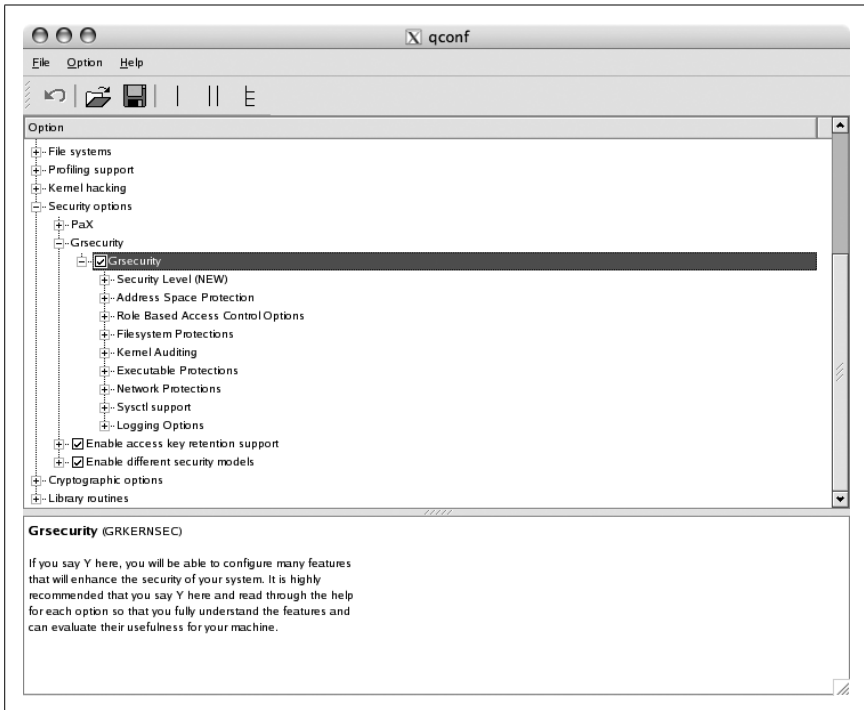 qconf
File Option Help
Option
File systems
Profiling support
Kernel hacking
Security options
PaX
Grsecurity
Grsecurity
Security Level (NEW)
Address Space Protection
Role Based Access Control Options
Filesystem Protections
Kernel Auditing
Executable Protections
Network Protections
Sysctl support
Logging Options
Enable access key retention support
Enable different security models
Cryptographic options
Library routines
Grsecurity (GRKERNSEC)
If you say Y here, you will be able to configure many features
that will enhance the security of your system. It is highly
recommended that you say Y here and read through the help
for each option so that you fully understand the features and
can evaluate their usefulness for your machine.